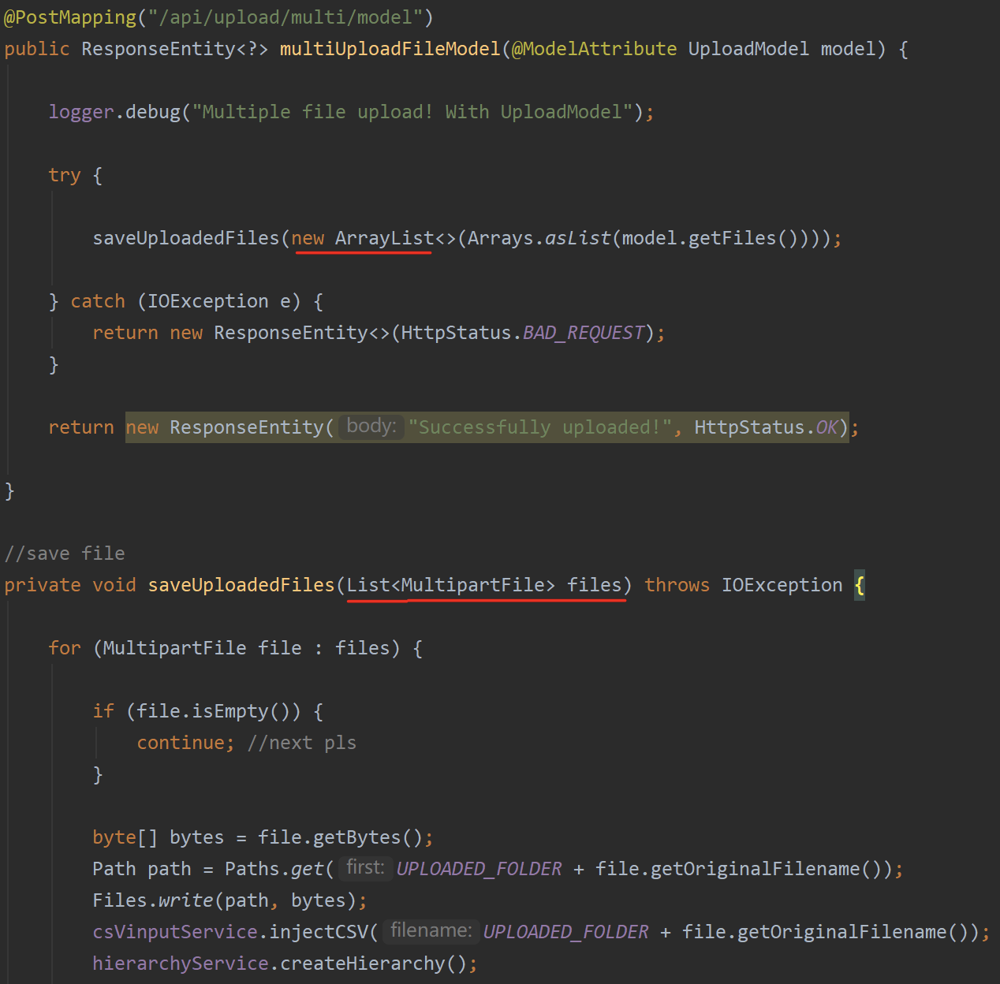 @PostMapping("/api/upload/multi/model")
public ResponseEntity<?> multiUploadFileModel(@ModelAttribute UploadModel model) {
logger.debug("Multiple file upload! With UploadModel");
try {
saveUploadedFiles(new ArrayList<>(Arrays.asList(model.getFiles())));
} catch (IOException e) {
return new ResponseEntity<>(HttpStatus.BAD_REQUEST);
}
return new ResponseEntity( body: "Successfully uploaded!", HttpStatus.OK);
}
//save file
private void saveUploadedFiles(List<MultipartFile> files) throws IOException {
for (MultipartFile file : files) {
if (file.isEmpty()) {
continue; //next pls
}
byte[] bytes = file.getBytes();
Path path = Paths.get( first: UPLOADED_FOLDER + file.getOriginalFilename());
Files.write(path, bytes);
csVinputService.injectCSV( filename: UPLOADED_FOLDER + file.getOriginalFilename());
hierarchyService.createHierarchy();